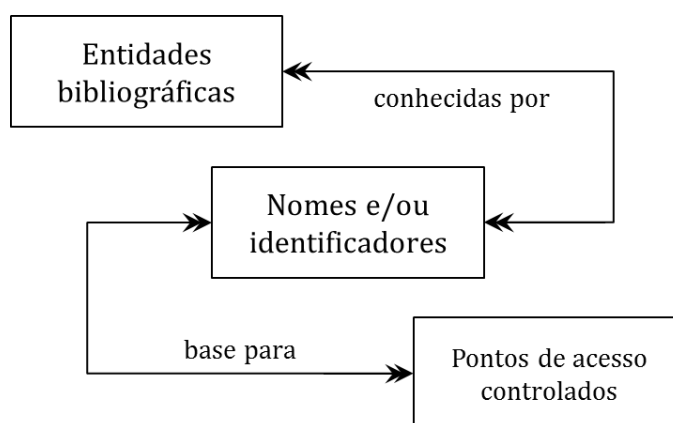 Entidades
bibliográficas
conhecidas por
Nomes e/ou
identificadores
base para
Pontos de acesso
controlados